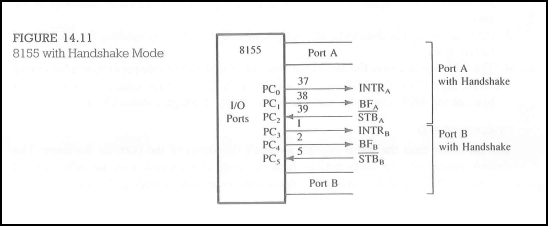 FIGURE 14.11
8155 with Handshake Mode
8155
Port A
I/O
Ports
PC0 37 INTRA
PC1 38 BFA
PC2 39 STBA
PC3 1 INTRB
PC4 2 BFB
PC5 5 STBB
Port B
Port A
with Handshake
Port B
with Handshake